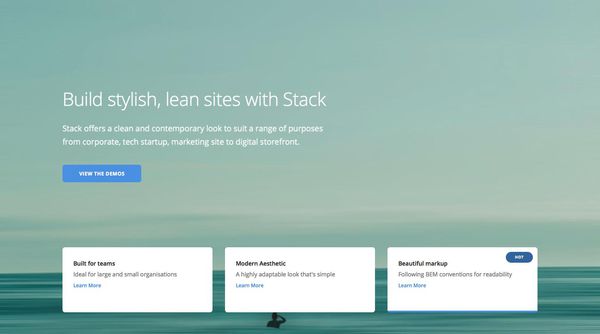 Build stylish, lean sites with Stack
Stack offers a clean and contemporary look to suit a range of purposes
from corporate, tech startup, marketing site to digital storefront.
VIEW THE DEMOS
Built for teams
Ideal for large and small organisations
Learn More
Modern Aesthetic
A highly adaptable look that's simple
Learn More
HOT
Beautiful markup
Following BEM conventions for readability
Learn More